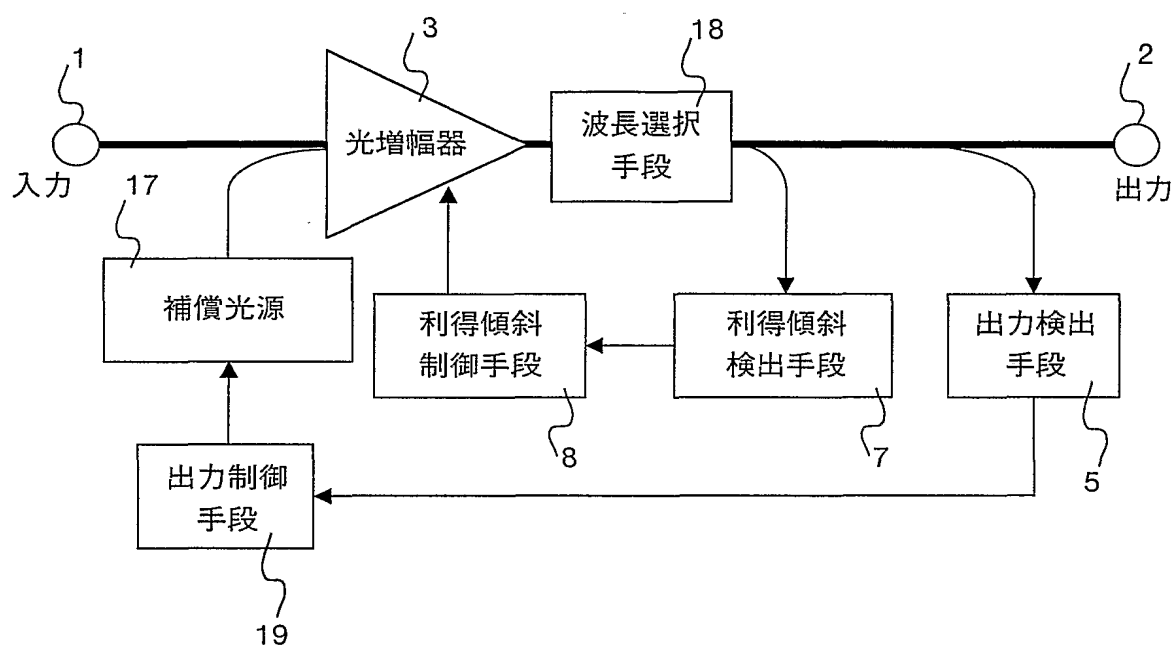 1
入力
3
光増幅器
18
波長選択
手段
2
出力
17
補償光源
利得傾斜
制御手段
8
利得傾斜
検出手段
7
出力検出
手段
5
出力制御
手段
19